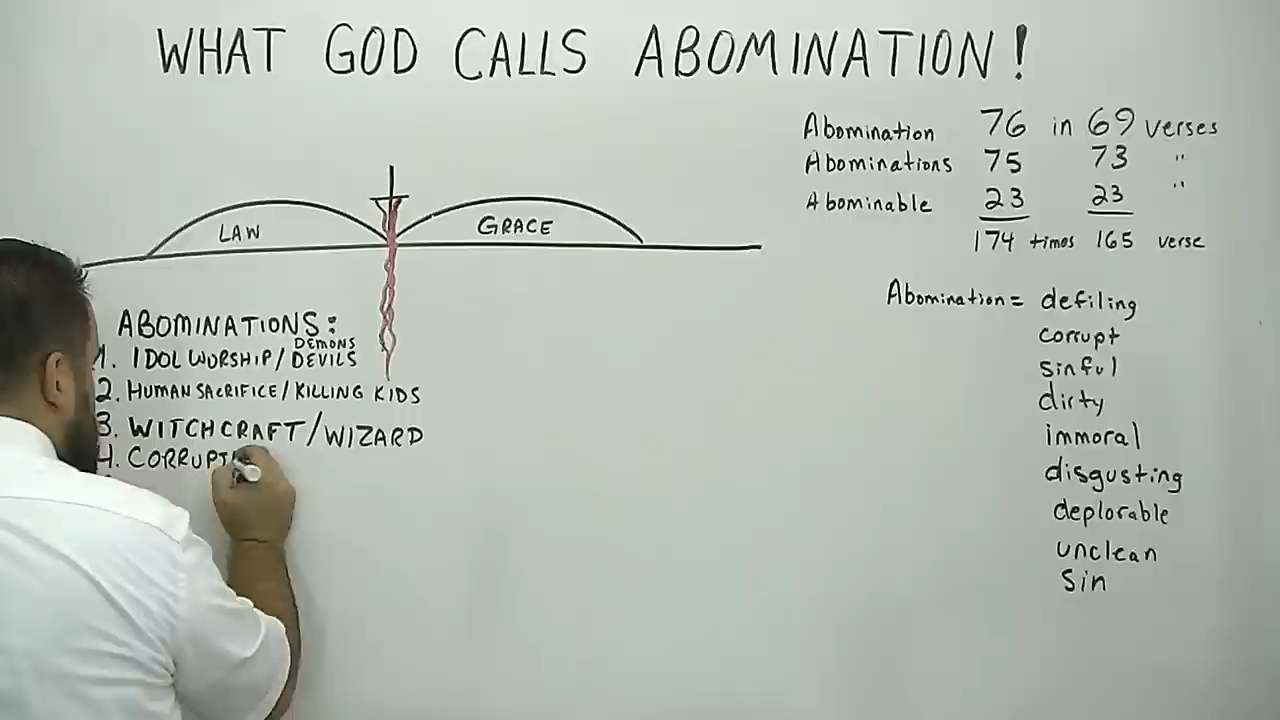 WHAT GOD CALLS ABOMINATION!
Abomination 76 in 69 verses
Abominations 75 73 "
Abominable 23 23 "
174 times 165 verse
LAW
GRACE
Abomination = defiling
corrupt
sinful
dirty
immoral
disgusting
deplorable
unclean
Sin
ABOMINATIONS:
DEMONS
1. IDOL WORSHIP/DEVILS
2. HUMAN SACRIFICE/KILLING KIDS
3. WITCHCRAFT/WIZARD
4. CORRUPT